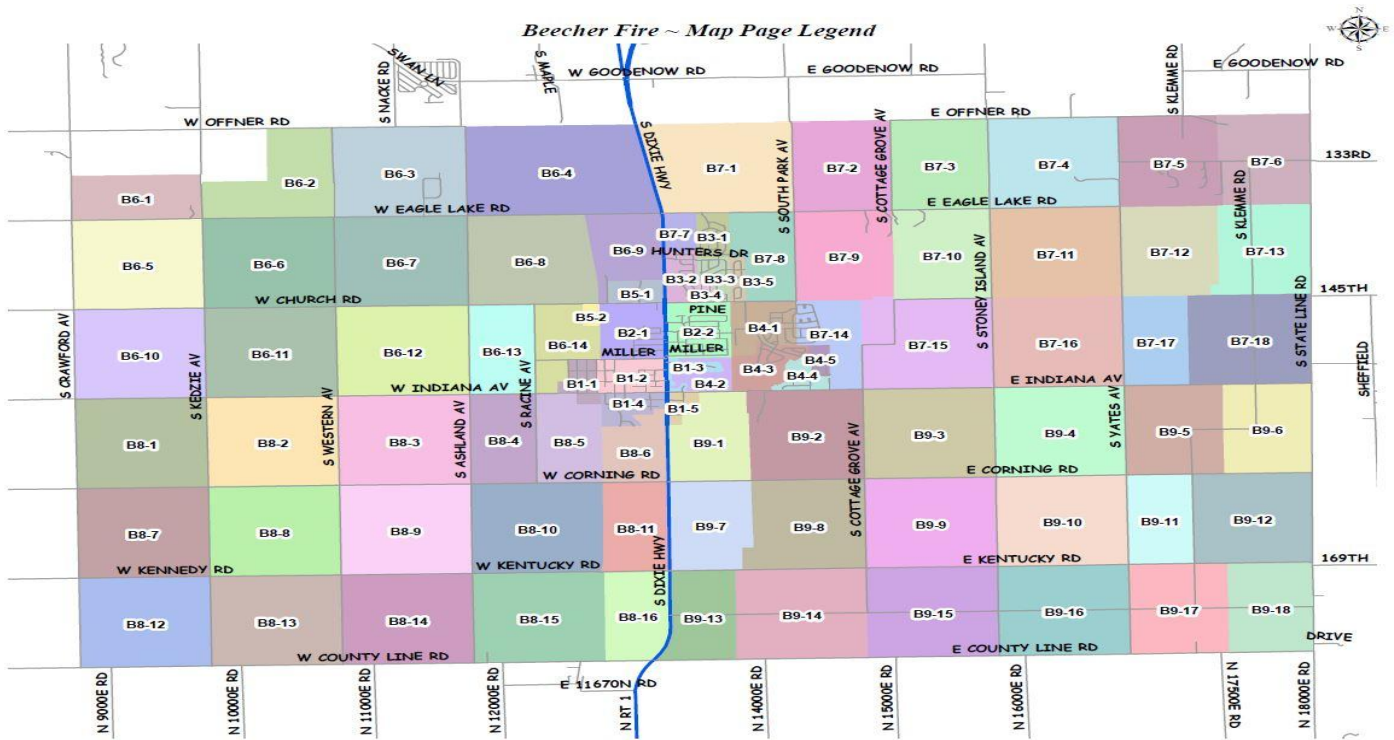 Beecher Fire ~ Map Page Legend
N
W
E
S
SWAN LN
S MAPLE
W GOODENOW RD
E GOODENOW RD
E GOODENOW RD
S NACKE RD
S KLEMME RD
W OFFNER RD
E OFFNER RD
S DIXIE HWY
S SOUTH PARK AV
S COTTAGE GROVE AV
133RD
B6-1
B6-2
B6-3
B6-4
B7-1
B7-2
B7-3
B7-4
B7-5
B7-6
S KLEMME RD
W EAGLE LAKE RD
E EAGLE LAKE RD
B6-5
B6-6
B6-7
B6-8
B6-9
B7-7
B3-1
HUNTERS DR
B7-8
B7-9
B7-10
B7-11
B7-12
B7-13
B3-2
B3-3
B3-5
B5-1
B3-4
W CHURCH RD
145TH
S STONEY ISLAND AV
S STATE LINE RD
PINE
B5-2
B2-1
B2-2
B4-1
B7-14
B6-10
B6-11
B6-12
B6-13
B6-14
MILLER
MILLER
B4-5
B7-15
B7-16
B7-17
B7-18
S CRAWFORD AV
S KEDZIE AV
S WESTERN AV
S ASHLAND AV
S RACINE AV
B1-3
B4-3
B4-4
B1-1
B1-2
B4-2
W INDIANA AV
E INDIANA AV
SHEFFIELD
B1-4
B1-5
S YATES AV
S COTTAGE GROVE AV
B8-1
B8-2
B8-3
B8-4
B8-5
B8-6
B9-1
B9-2
B9-3
B9-4
B9-5
B9-6
W CORNING RD
E CORNING RD
B8-7
B8-8
B8-9
B8-10
B8-11
B9-7
B9-8
B9-9
B9-10
B9-11
B9-12
S DIXIE HWY
W KENNEDY RD
W KENTUCKY RD
E KENTUCKY RD
169TH
B8-12
B8-13
B8-14
B8-15
B8-16
B9-13
B9-14
B9-15
B9-16
B9-17
B9-18
W COUNTY LINE RD
E COUNTY LINE RD
DRIVE
E 11670N RD
N 9000E RD
N 10000E RD
N 11000E RD
N 12000E RD
N RT 1
N 14000E RD
N 15000E RD
N 16000E RD
N 17500E RD
N 18000E RD